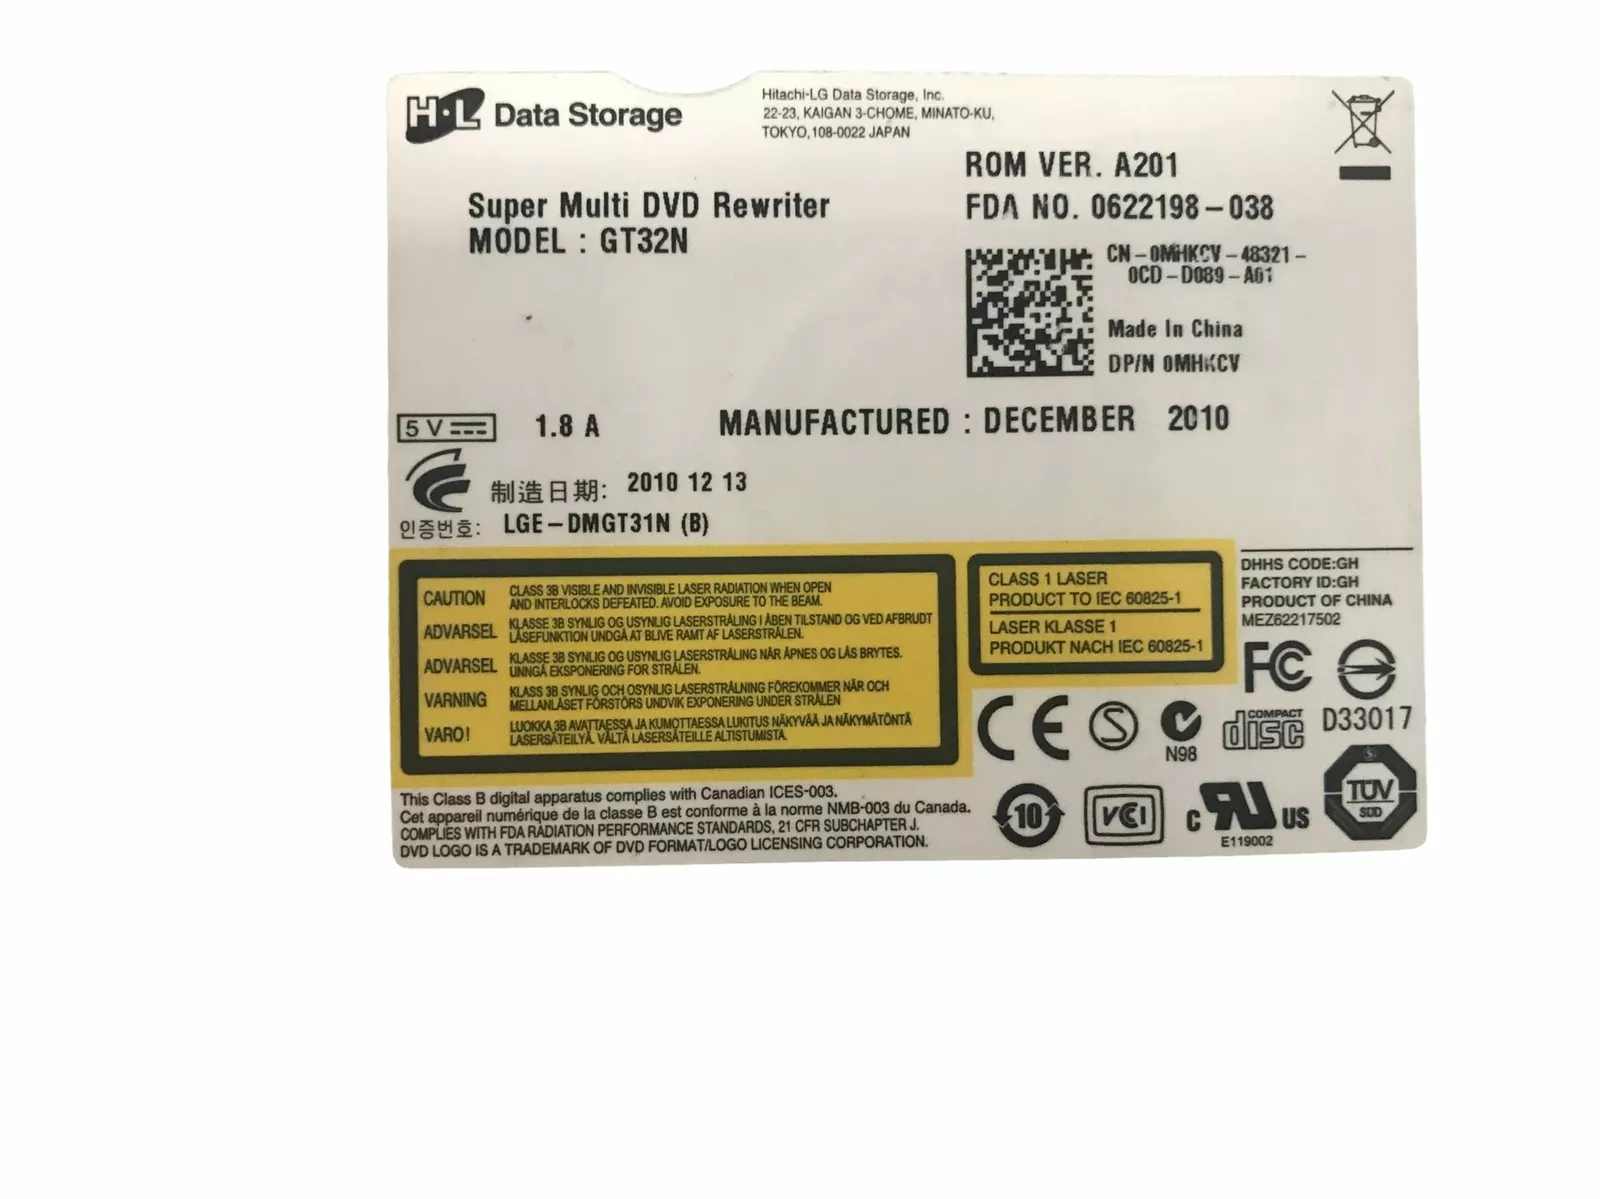 H·L Data Storage
Hitachi-LG Data Storage, Inc.
22-23, KAIGAN 3-CHOME, MINATO-KU,
TOKYO,108-0022 JAPAN
ROM VER. A201
FDA NO. 0622198-038
Super Multi DVD Rewriter
MODEL : GT32N
CN-0MHKCV-48321-
0CD-D089-A01
Made In China
DP/N 0MHKCV
5 V 1.8 A
MANUFACTURED : DECEMBER 2010
制造日期: 2010 12 13
인증번호: LGE-DMGT31N (B)
CAUTION CLASS 3B VISIBLE AND INVISIBLE LASER RADIATION WHEN OPEN
AND INTERLOCKS DEFEATED. AVOID EXPOSURE TO THE BEAM.
ADVARSEL KLASSE 3B SYNLIG OG USYNLIG LASERSTRÅLING I ÅBEN TILSTAND OG VED AFBRUDT
LÅSEFUNKTION UNDGÅ AT BLIVE RAMT AF LASERSTRÅLEN.
ADVARSEL KLASSE 3B SYNLIG OG USYNLIG LASERSTRÅLING NÅR ÅPNES OG LÅS BRYTES.
UNNGÅ EKSPONERING FOR STRÅLEN.
VARNING KLASS 3B SYNLIG OCH OSYNLIG LASERSTRÅLNING FÖREKOMMER NÄR OCH
MELLANLÅSET FÖRSTÖRS UNDVIK EXPONERING UNDER STRÅLEN
VARO! LUOKKA 3B AVATTAESSA JA KUMOTTAESSA LUKITUS NÄKYVÄÄ JA NÄKYMÄTÖNTÄ
LASERSÄTEILYÄ. VÄLTÄ LASERSÄTEILLE ALTISTUMISTA.
CLASS 1 LASER
PRODUCT TO IEC 60825-1
LASER KLASSE 1
PRODUKT NACH IEC 60825-1
DHHS CODE:GH
FACTORY ID:GH
PRODUCT OF CHINA
MEZ62217502
FC
CE S N98 COMPACT disc D33017
This Class B digital apparatus complies with Canadian ICES-003.
Cet appareil numérique de la classe B est conforme à la norme NMB-003 du Canada.
COMPLIES WITH FDA RADIATION PERFORMANCE STANDARDS, 21 CFR SUBCHAPTER J.
DVD LOGO IS A TRADEMARK OF DVD FORMAT/LOGO LICENSING CORPORATION.
10 VCI c RU US
E119002
S
TÜV
SÜD